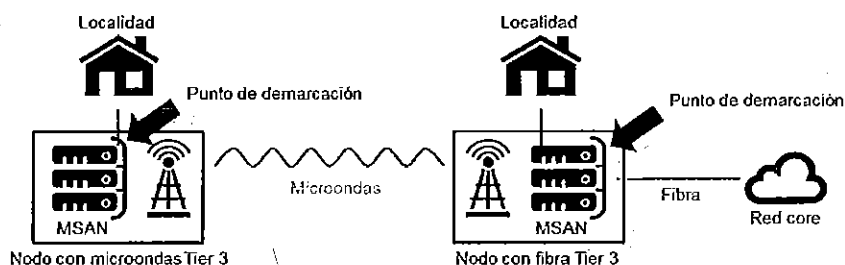 Localidad
Localidad
Punto de demarcación
Punto de demarcación
Microondas
Fibra
MSAN
MSAN
Red core
Nodo con microondas Tier 3
Nodo con fibra Tier 3